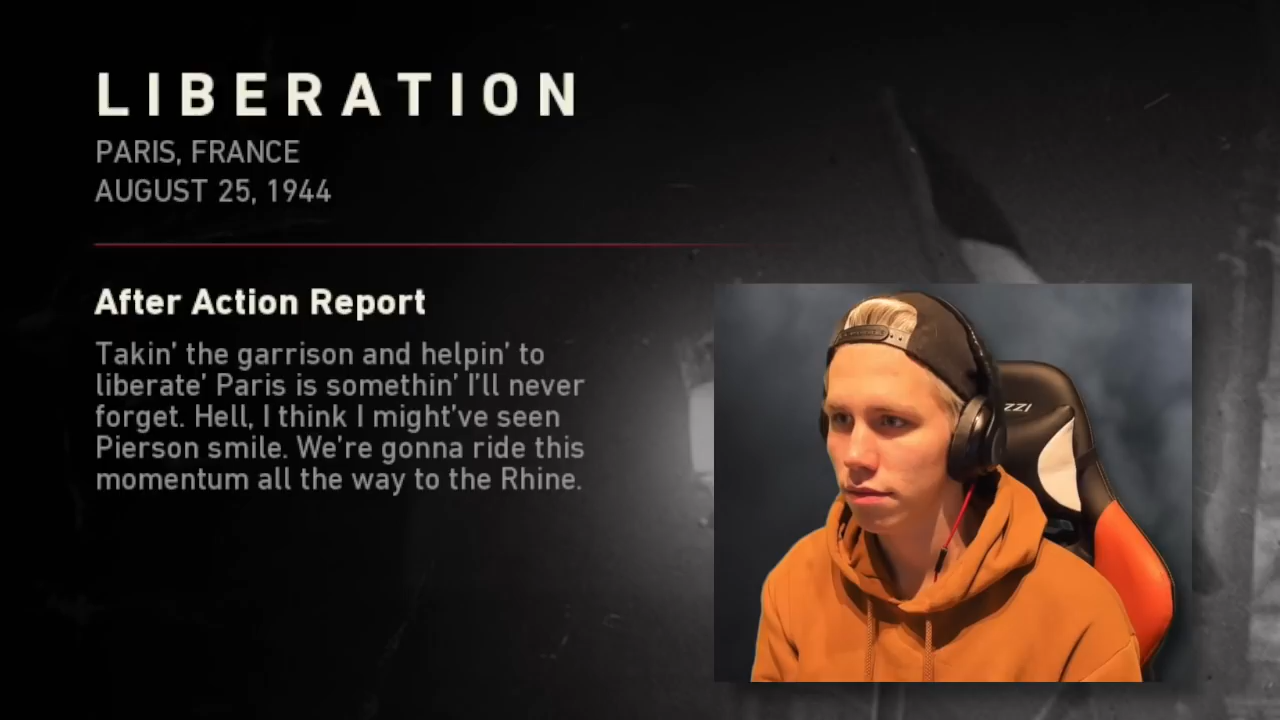 LIBERATION
PARIS, FRANCE
AUGUST 25, 1944
After Action Report
Takin' the garrison and helpin' to
liberate' Paris is somethin' I'll never
forget. Hell, I think I might've seen
Pierson smile. We're gonna ride this
momentum all the way to the Rhine.